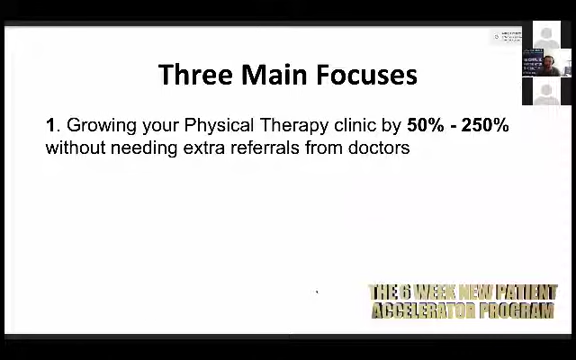 Three Main Focuses
1. Growing your Physical Therapy clinic by 50% - 250%
without needing extra referrals from doctors
THE 6 WEEK NEW PATIENT
ACCELERATOR PROGRAM